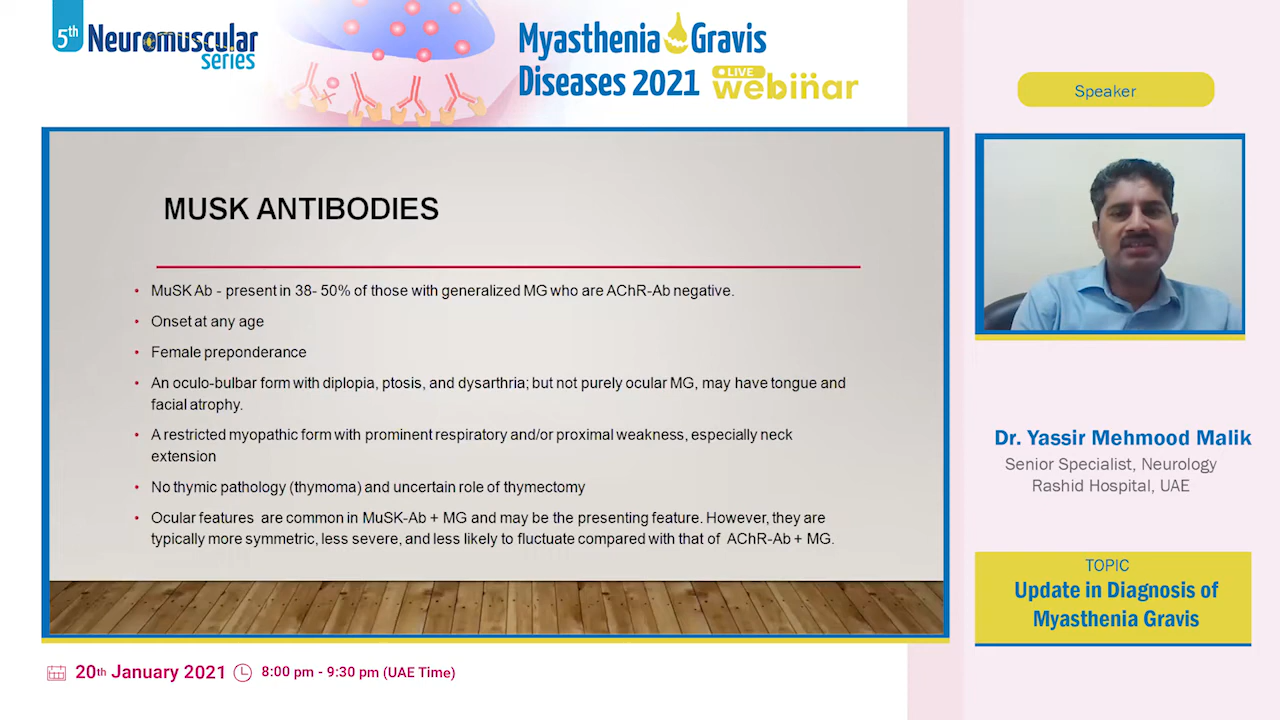 5th Neuromuscular
series
Myasthenia Gravis
Diseases 2021 LIVE webinar
Speaker
MUSK ANTIBODIES
• MuSK Ab - present in 38- 50% of those with generalized MG who are AChR-Ab negative.
• Onset at any age
• Female preponderance
• An oculo-bulbar form with diplopia, ptosis, and dysarthria; but not purely ocular MG, may have tongue and
facial atrophy.
• A restricted myopathic form with prominent respiratory and/or proximal weakness, especially neck
extension
• No thymic pathology (thymoma) and uncertain role of thymectomy
• Ocular features are common in MuSK-Ab + MG and may be the presenting feature. However, they are
typically more symmetric, less severe, and less likely to fluctuate compared with that of AChR-Ab + MG.
Dr. Yassir Mehmood Malik
Senior Specialist, Neurology
Rashid Hospital, UAE
TOPIC
Update in Diagnosis of
Myasthenia Gravis
20th January 2021 8:00 pm - 9:30 pm (UAE Time)